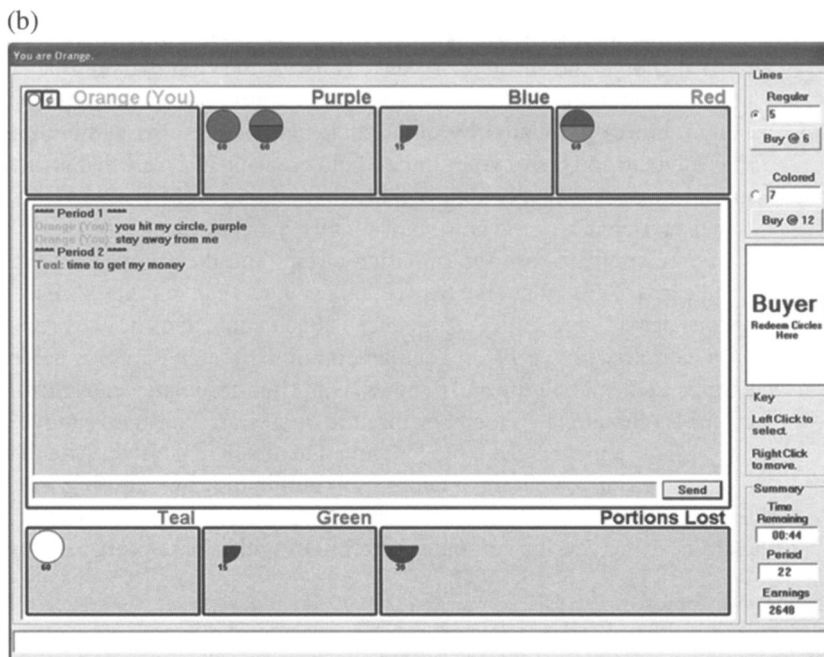 (b)
You are Orange.
¢ Orange (You) Purple Blue Red
60 60 15 60
**** Period 1 ****
Orange (You): you hit my circle, purple
Orange (You): stay away from me
**** Period 2 ****
Teal: time to get my money
Send
Teal Green Portions Lost
60 15 30
Lines
Regular
5
Buy @ 6
Colored
7
Buy @ 12
Buyer
Redeem Circles
Here
Key
Left Click to
select.
Right Click
to move.
Summary
Time
Remaining
00:44
Period
22
Earnings
2648